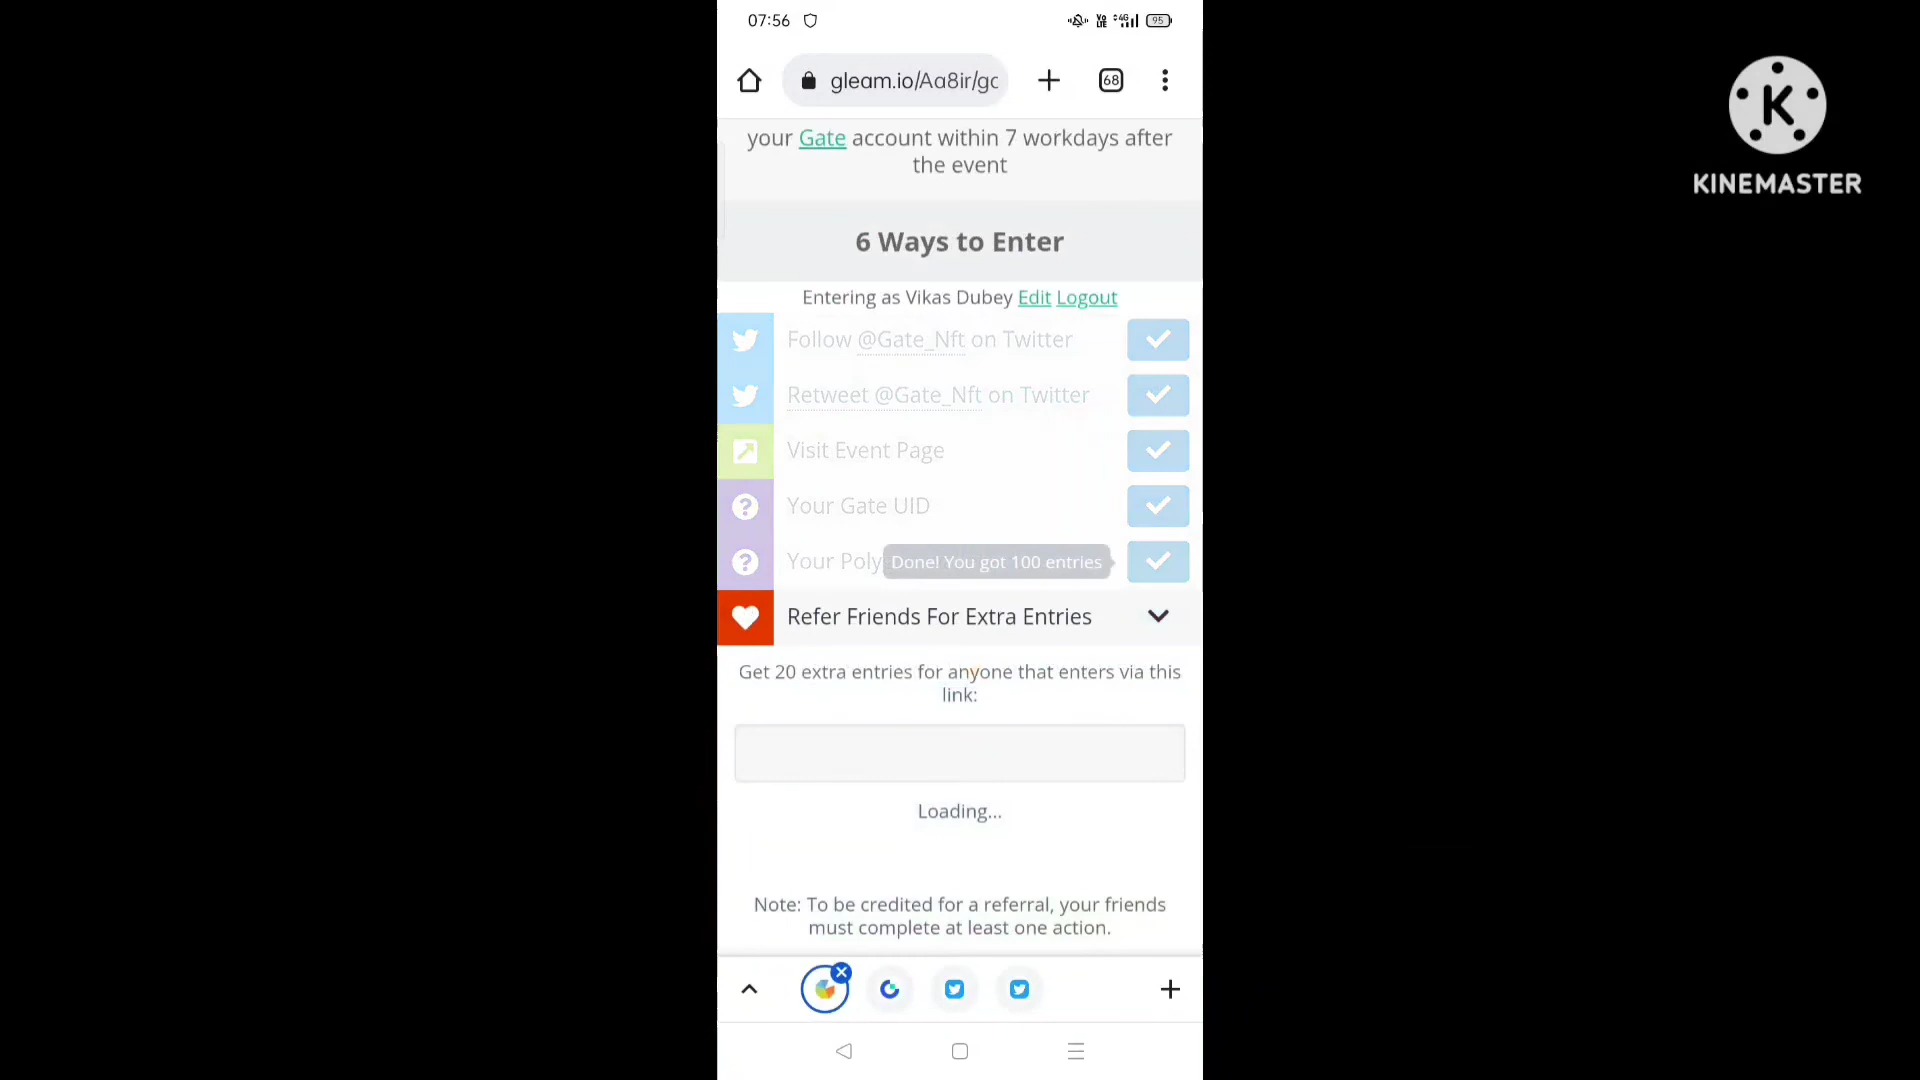 07:56
VO
LTE
4G
95
gleam.io/Aa8ir/gc
68
K
KINEMASTER
your Gate account within 7 workdays after
the event
6 Ways to Enter
Entering as Vikas Dubey Edit Logout
Follow @Gate_Nft on Twitter
Retweet @Gate_Nft on Twitter
Visit Event Page
? Your Gate UID
? Your Poly
Done! You got 100 entries
Refer Friends For Extra Entries
Get 20 extra entries for anyone that enters via this
link:
Loading...
Note: To be credited for a referral, your friends
must complete at least one action.